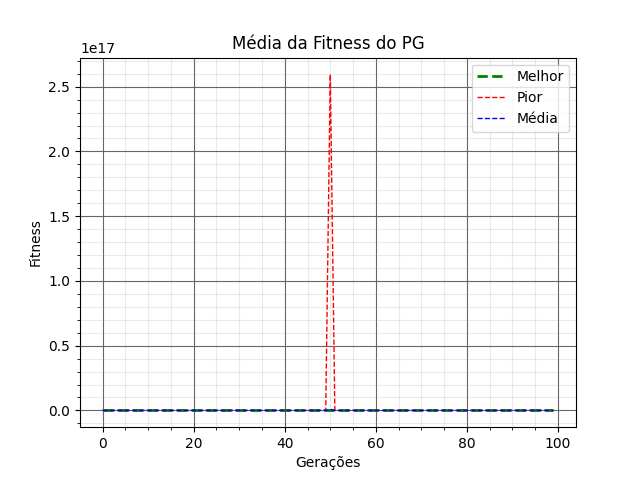 Média da Fitness do PG
1e17
Melhor
Pior
Média
2.5
2.0
1.5
1.0
0.5
0.0
Fitness
0 20 40 60 80 100
Gerações